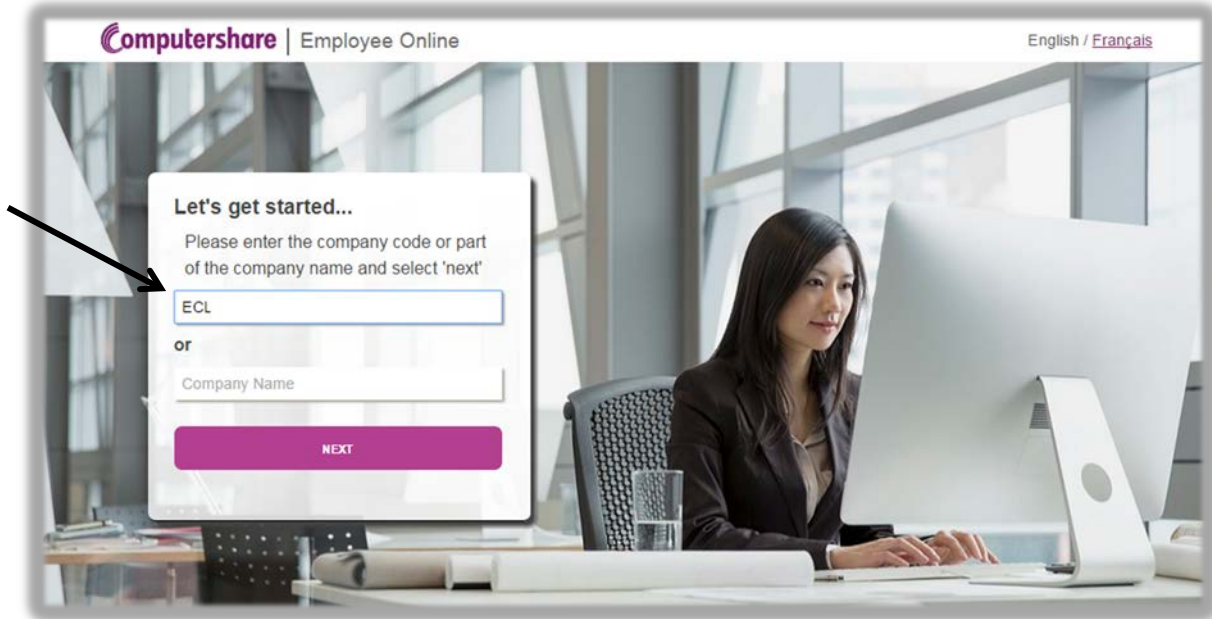 Computershare | Employee Online
English / Français
Let's get started...
Please enter the company code or part
of the company name and select 'next'
ECL
or
Company Name
NEXT